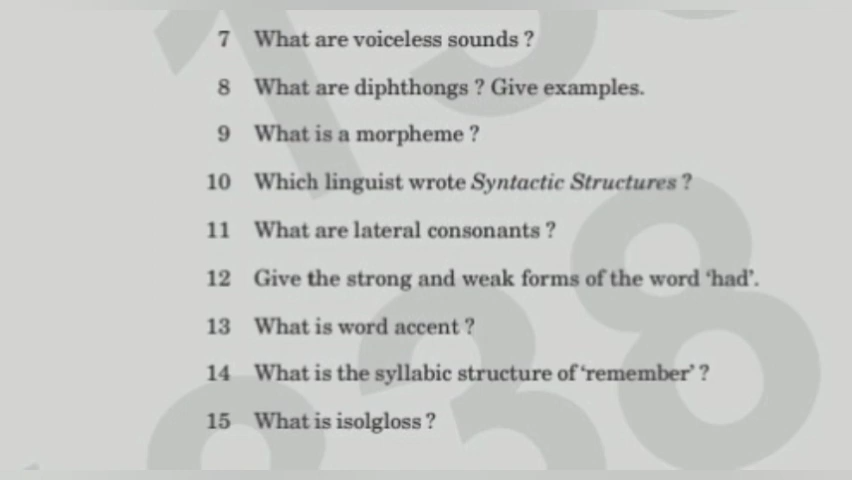 7 What are voiceless sounds ?
8 What are diphthongs ? Give examples.
9 What is a morpheme ?
10 Which linguist wrote Syntactic Structures ?
11 What are lateral consonants ?
12 Give the strong and weak forms of the word ‘had’.
13 What is word accent ?
14 What is the syllabic structure of ‘remember’ ?
15 What is isolgloss ?